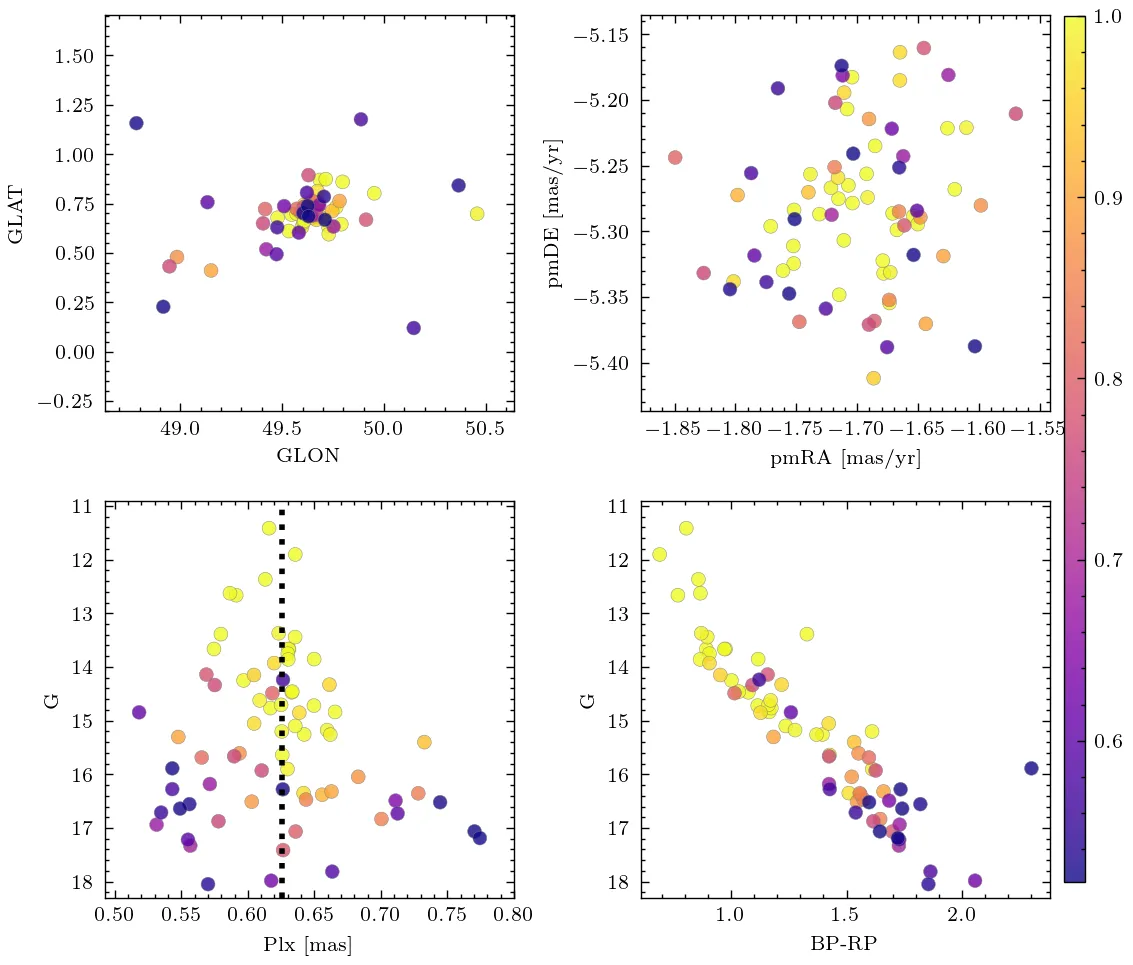 1.50
1.25
1.00
0.75
0.50
0.25
0.00
−0.25
GLAT
49.0 49.5 50.0 50.5
GLON
−5.15
−5.20
−5.25
−5.30
−5.35
−5.40
pmDE [mas/yr]
−1.85 −1.80 −1.75 −1.70 −1.65 −1.60 −1.55
pmRA [mas/yr]
1.0
0.9
0.8
0.7
0.6
11
12
13
14
15
16
17
18
G
0.50 0.55 0.60 0.65 0.70 0.75 0.80
Plx [mas]
11
12
13
14
15
16
17
18
G
1.0 1.5 2.0
BP-RP